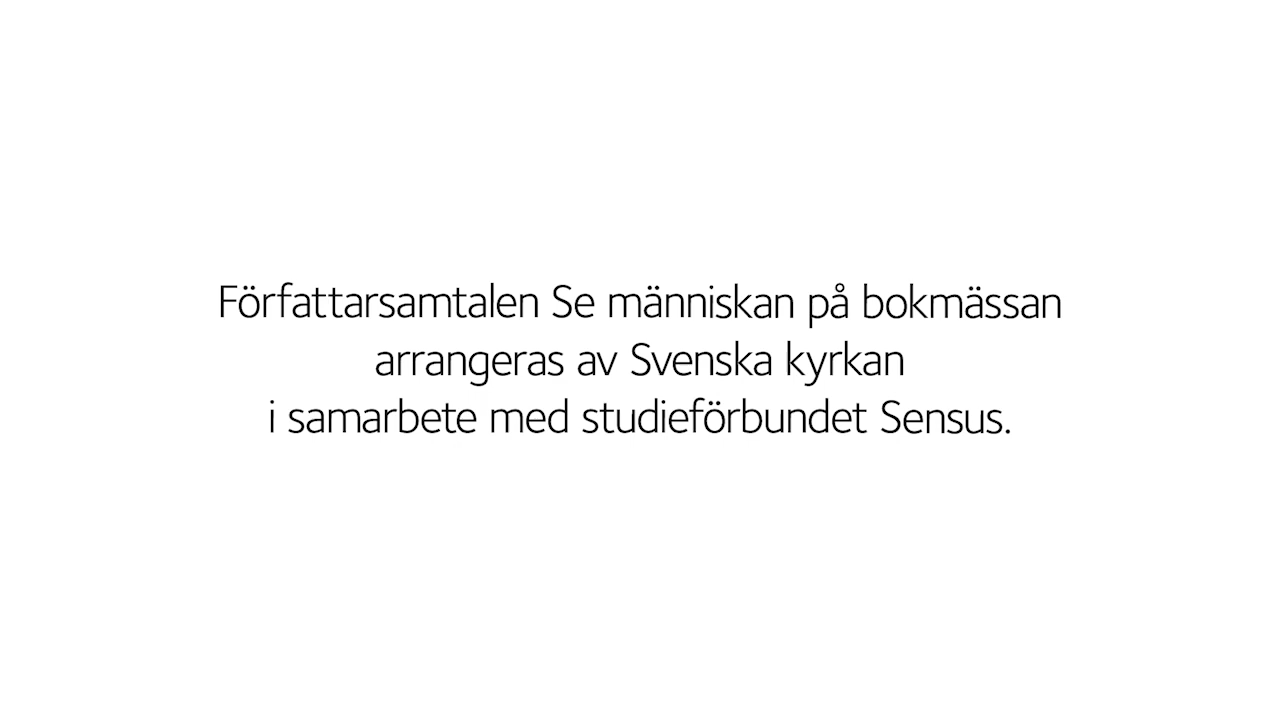 Författarsamtalen Se människan på bokmässan
arrangeras av Svenska kyrkan
i samarbete med studieförbundet Sensus.